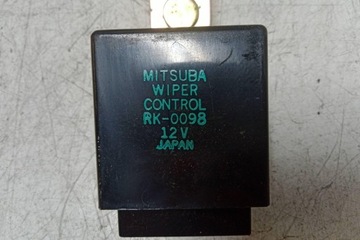 MITSUBA
WIPER
CONTROL
RK-0098
12V
JAPAN